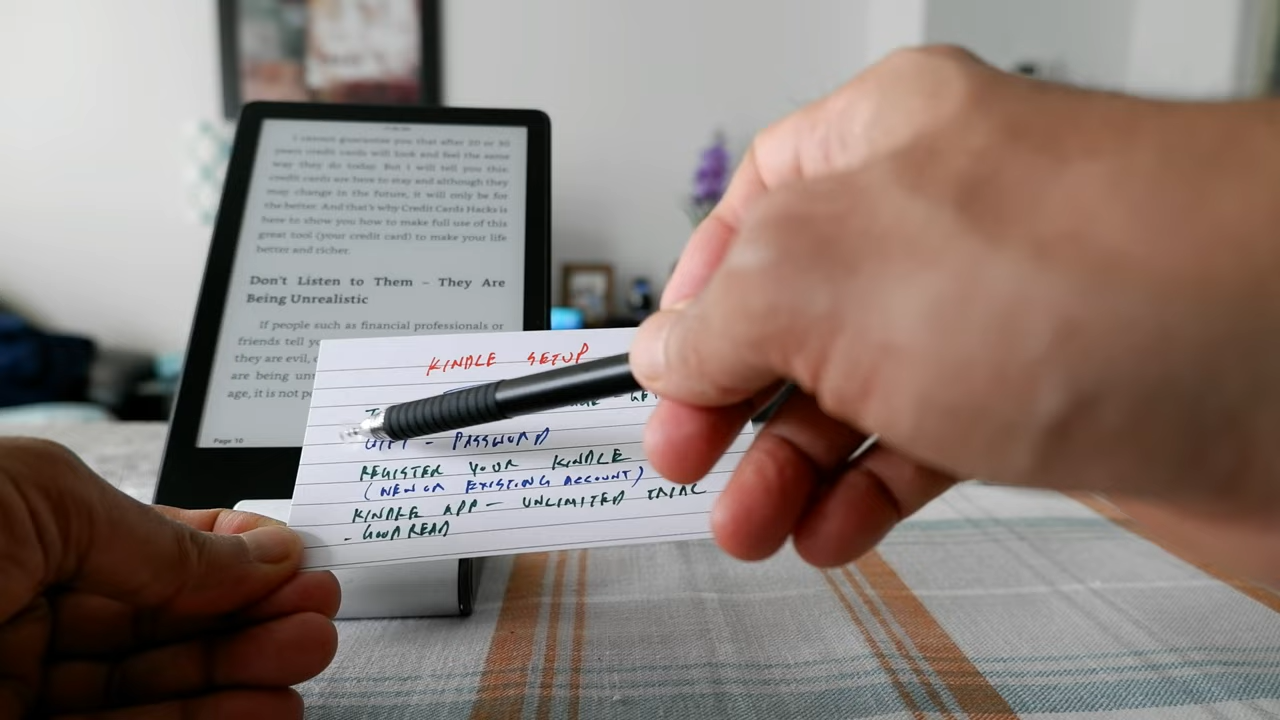 I cannot guarantee you that after 20 or 30
years credit cards will look and feel the same
way they do today. But I will tell you this
credit cards are here to stay and although they
may change in the future, it will only be for
the better. And that's why Credit Cards Hacks is
here to show you how to make full use of this
great tool (your credit card) to make your life
better and richer.
Don't Listen to Them – They Are
Being Unrealistic
If people such as financial professionals or
friends tell
they are evil,
are being
age, it is not
Page 10
KINDLE SETUP
WIFI - PASSWORD
REGISTER YOUR KINDLE
(NEW OR EXISTING ACCOUNT)
KINDLE APP - UNLIMITED TRIAL
- GOODREAD